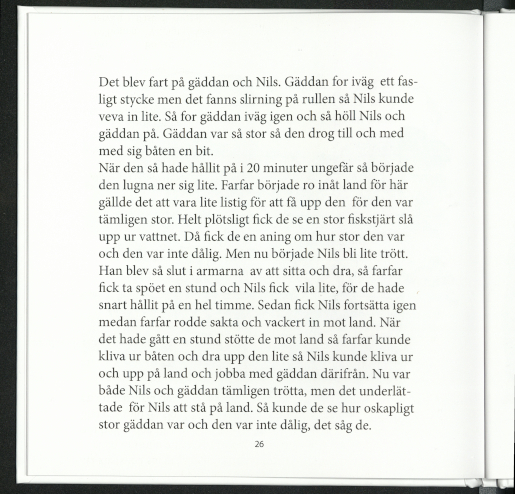 Det blev fart på gäddan och Nils. Gäddan for iväg  ett fas-
ligt stycke men det fanns slirning på rullen så Nils kunde
veva in lite. Så for gäddan iväg igen och så höll Nils och
gäddan på. Gäddan var så stor så den drog till och med
med sig båten en bit.
När den så hade hållit på i 20 minuter ungefär så började
den lugna ner sig lite. Farfar började ro inåt land för här
gällde det att vara lite listig för att få upp den  för den var
tämligen stor. Helt plötsligt fick de se en stor fiskstjärt slå
upp ur vattnet. Då fick de en aning om hur stor den var
och den var inte dålig. Men nu började Nils bli lite trött.
Han blev så slut i armarna  av att sitta och dra, så farfar
fick ta spöet en stund och Nils fick  vila lite, för de hade
snart hållit på en hel timme. Sedan fick Nils fortsätta igen
medan farfar rodde sakta och vackert in mot land. När
det hade gått en stund stötte de mot land så farfar kunde
kliva ur båten och dra upp den lite så Nils kunde kliva ur
och upp på land och jobba med gäddan därifrån. Nu var
både Nils och gäddan tämligen trötta, men det underlät-
tade  för Nils att stå på land. Så kunde de se hur oskapligt
stor gäddan var och den var inte dålig, det såg de.
26